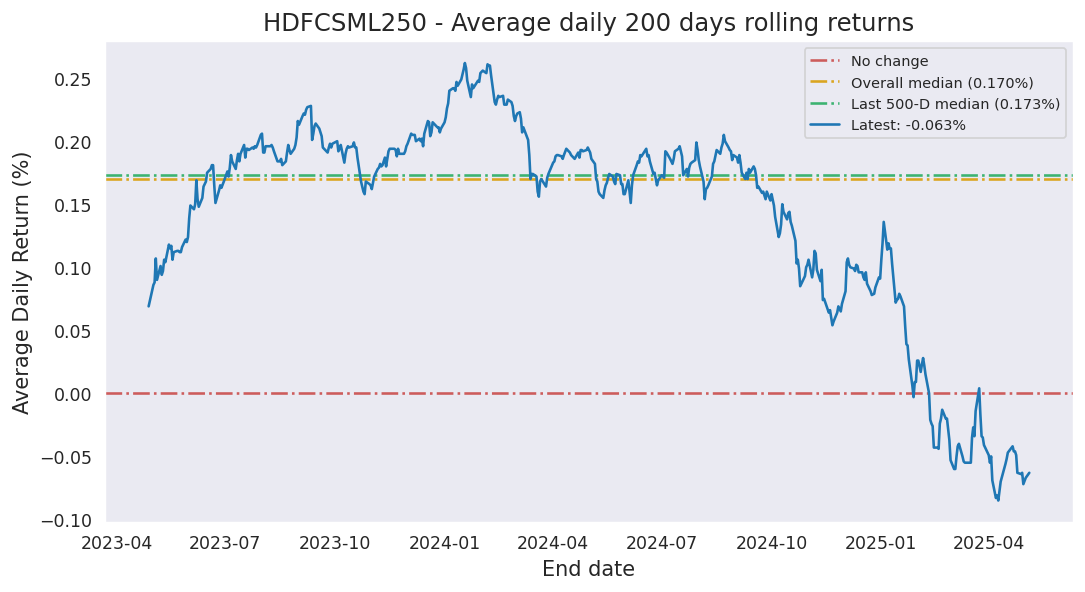 HDFCSML250 - Average daily 200 days rolling returns
No change
Overall median (0.170%)
Last 500-D median (0.173%)
Latest: -0.063%
Average Daily Return (%)
0.25
0.20
0.15
0.10
0.05
0.00
−0.05
−0.10
2023-04 2023-07 2023-10 2024-01 2024-04 2024-07 2024-10 2025-01 2025-04
End date